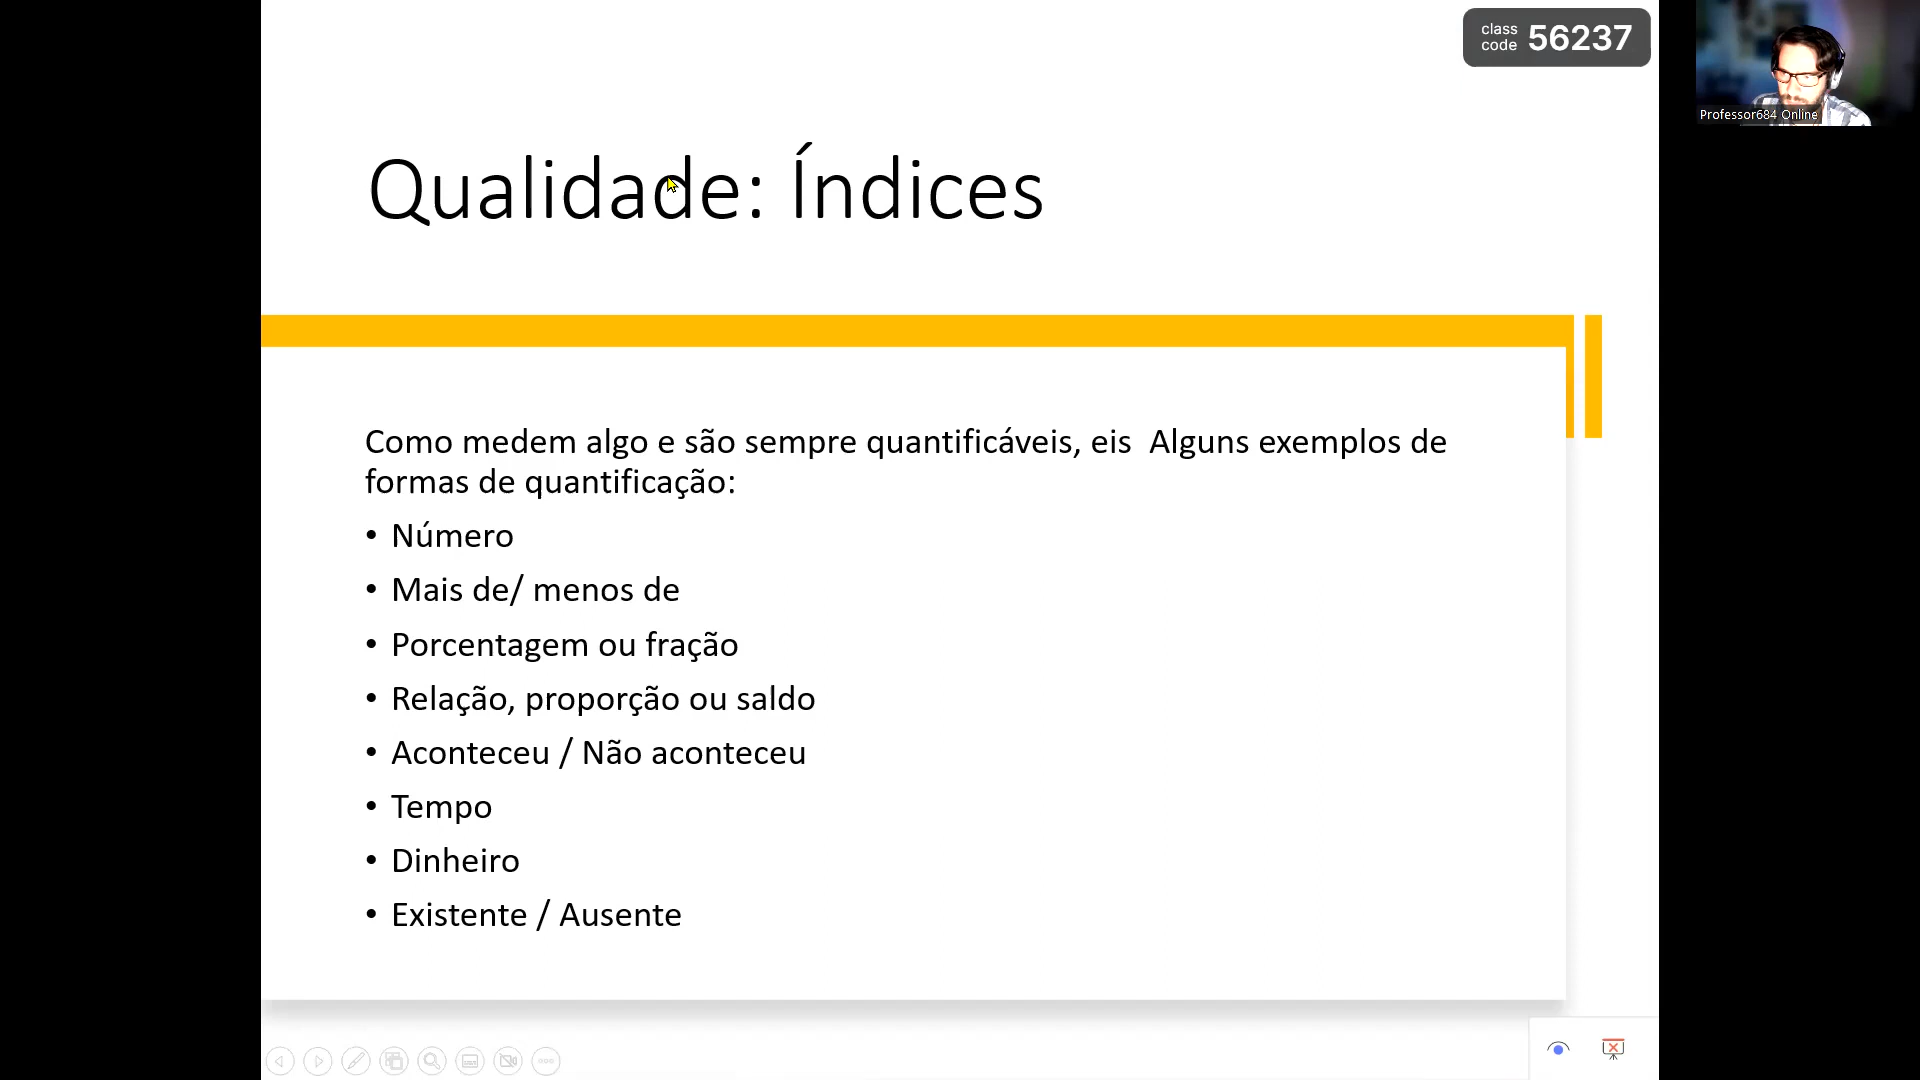 class
code 56237
Professor684 Online
Qualidade: Índices
Como medem algo e são sempre quantificáveis, eis  Alguns exemplos de
formas de quantificação:
• Número
• Mais de/ menos de
• Porcentagem ou fração
• Relação, proporção ou saldo
• Aconteceu / Não aconteceu
• Tempo
• Dinheiro
• Existente / Ausente